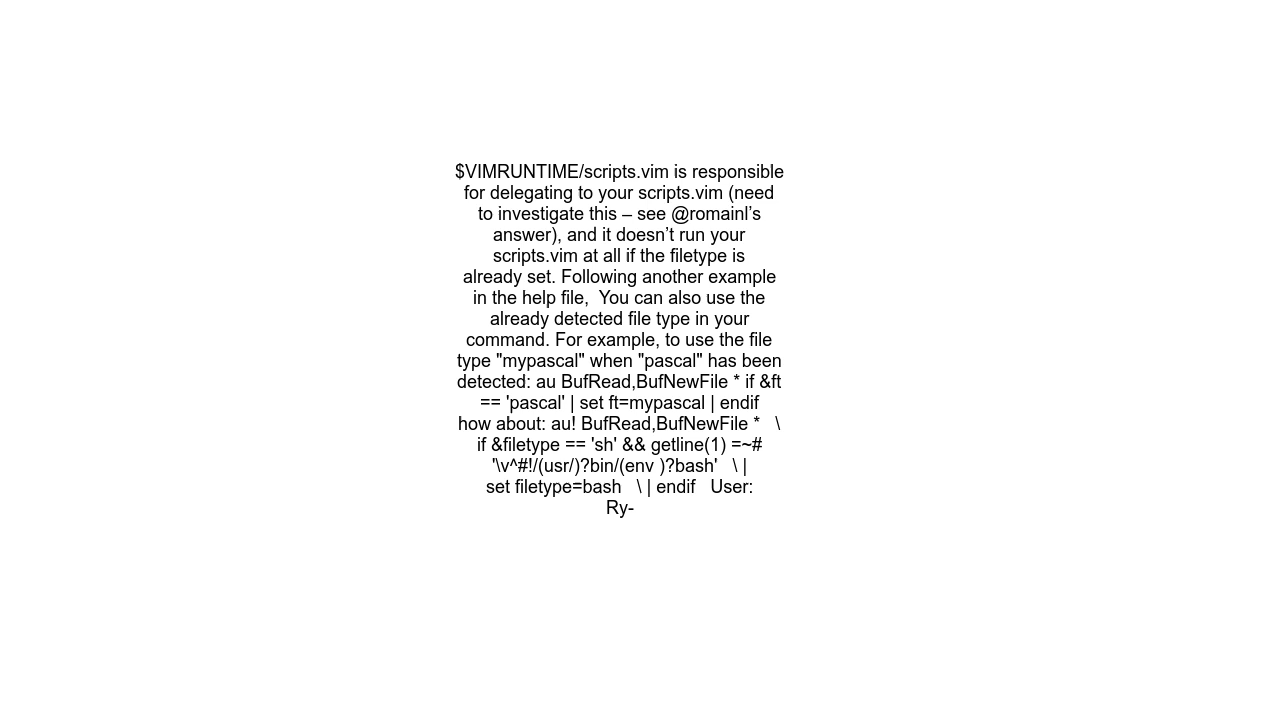 $VIMRUNTIME/scripts.vim is responsible
for delegating to your scripts.vim (need
to investigate this – see @romainl’s
answer), and it doesn’t run your
scripts.vim at all if the filetype is
already set. Following another example
in the help file,  You can also use the
already detected file type in your
command. For example, to use the file
type "mypascal" when "pascal" has been
detected: au BufRead,BufNewFile * if &ft
== 'pascal' | set ft=mypascal | endif
how about: au! BufRead,BufNewFile *   \
if &filetype == 'sh' && getline(1) =~#
'\v^#!/(usr/)?bin/(env )?bash'   \ |
set filetype=bash   \ | endif   User:
Ry-